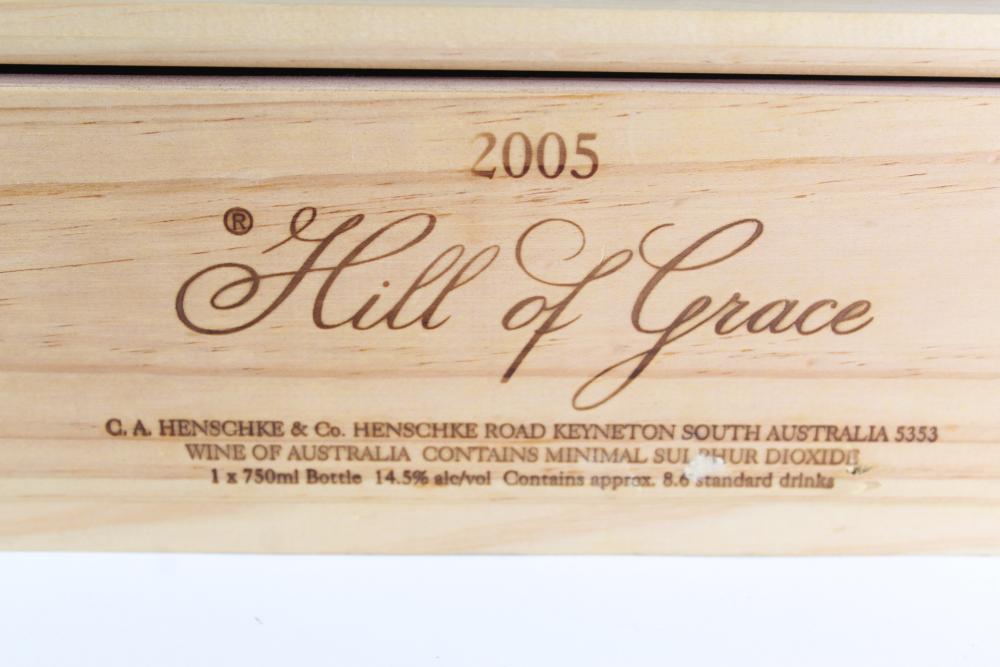 2005
® Hill of Grace
C. A. HENSCHKE & Co. HENSCHKE ROAD KEYNETON SOUTH AUSTRALIA 5353
WINE OF AUSTRALIA CONTAINS MINIMAL SULPHUR DIOXIDE
1 x 750ml Bottle 14.5% alc/vol Contains approx. 8.6 standard drinks